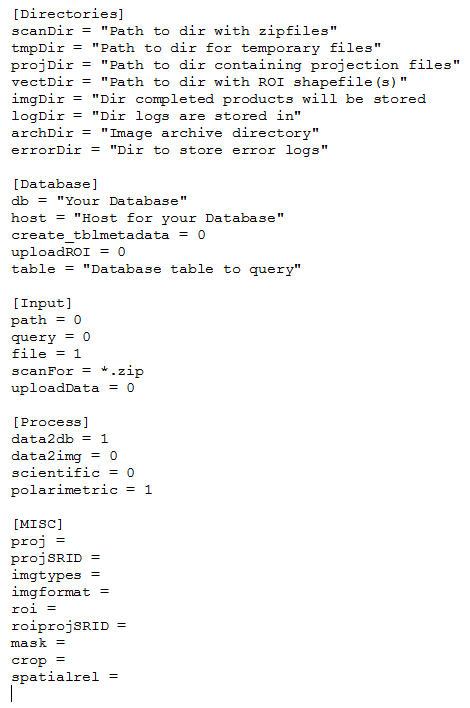 [Directories]
scanDir = "Path to dir with zipfiles"
tmpDir = "Path to dir for temporary files"
projDir = "Path to dir containing projection files"
vectDir = "Path to dir with ROI shapefile(s)"
imgDir = "Dir completed products will be stored
logDir = "Dir logs are stored in"
archDir = "Image archive directory"
errorDir = "Dir to store error logs"
[Database]
db = "Your Database"
host = "Host for your Database"
create_tblmetadata = 0
uploadROI = 0
table = "Database table to query"
[Input]
path = 0
query = 0
file = 1
scanFor = *.zip
uploadData = 0
[Process]
data2db = 1
data2img = 0
scientific = 0
polarimetric = 1
[MISC]
proj =
projSRID =
imgtypes =
imgformat =
roi =
roiprojSRID =
mask =
crop =
spatialrel =